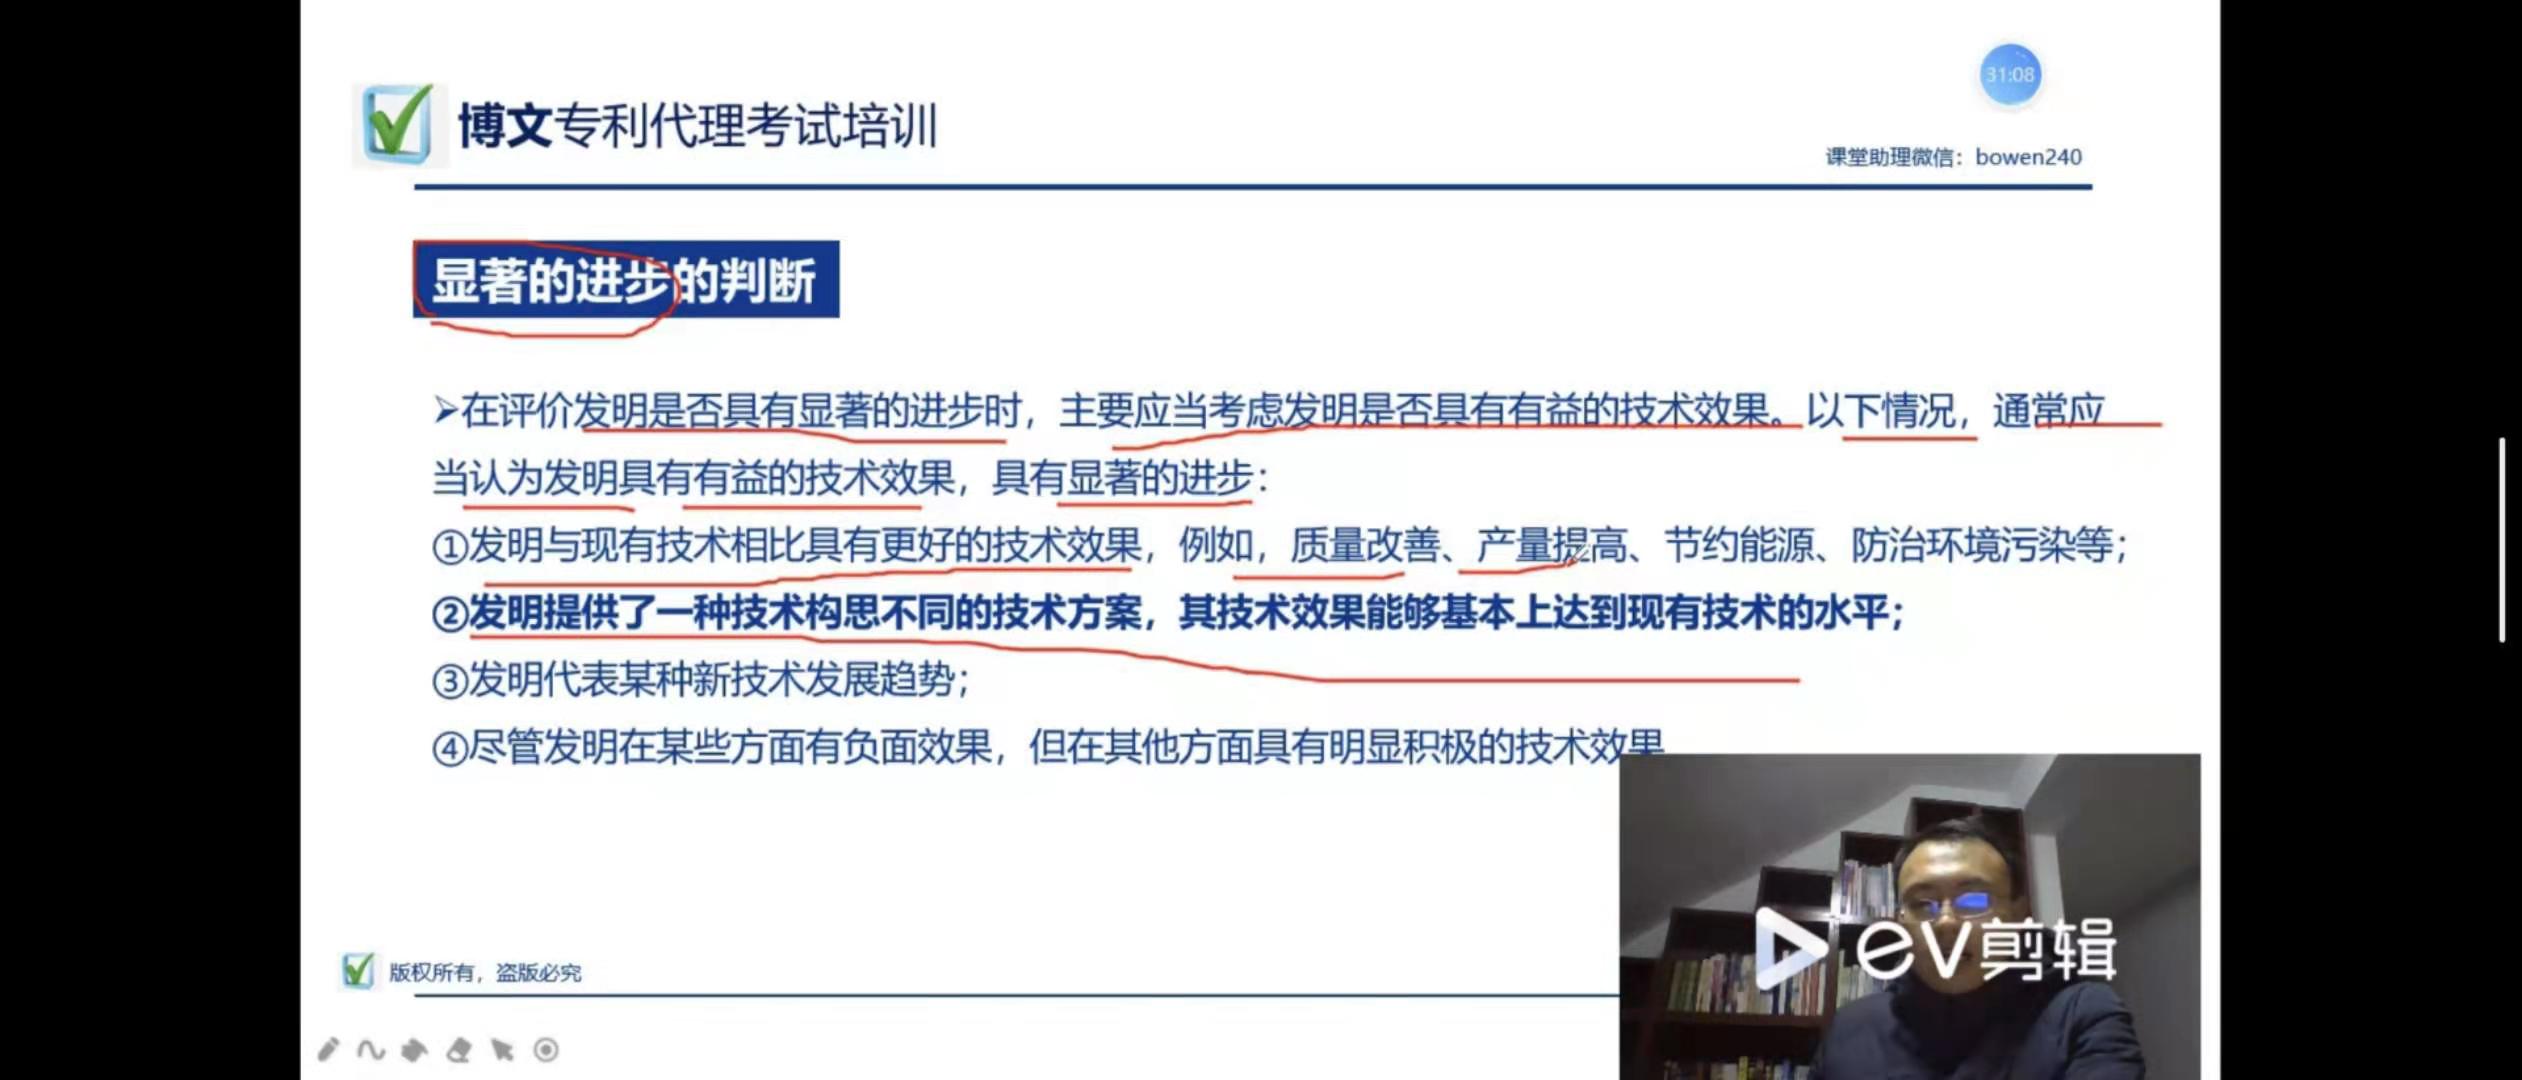 31:08
博文专利代理考试培训
课堂助理微信：bowen240
显著的进步的判断
➢在评价发明是否具有显著的进步时，主要应当考虑发明是否具有有益的技术效果。以下情况，通常应
当认为发明具有有益的技术效果，具有显著的进步：
①发明与现有技术相比具有更好的技术效果，例如，质量改善、产量提高、节约能源、防治环境污染等；
②发明提供了一种技术构思不同的技术方案，其技术效果能够基本上达到现有技术的水平；
③发明代表某种新技术发展趋势；
④尽管发明在某些方面有负面效果，但在其他方面具有明显积极的技术效果
ev剪辑
版权所有，盗版必究